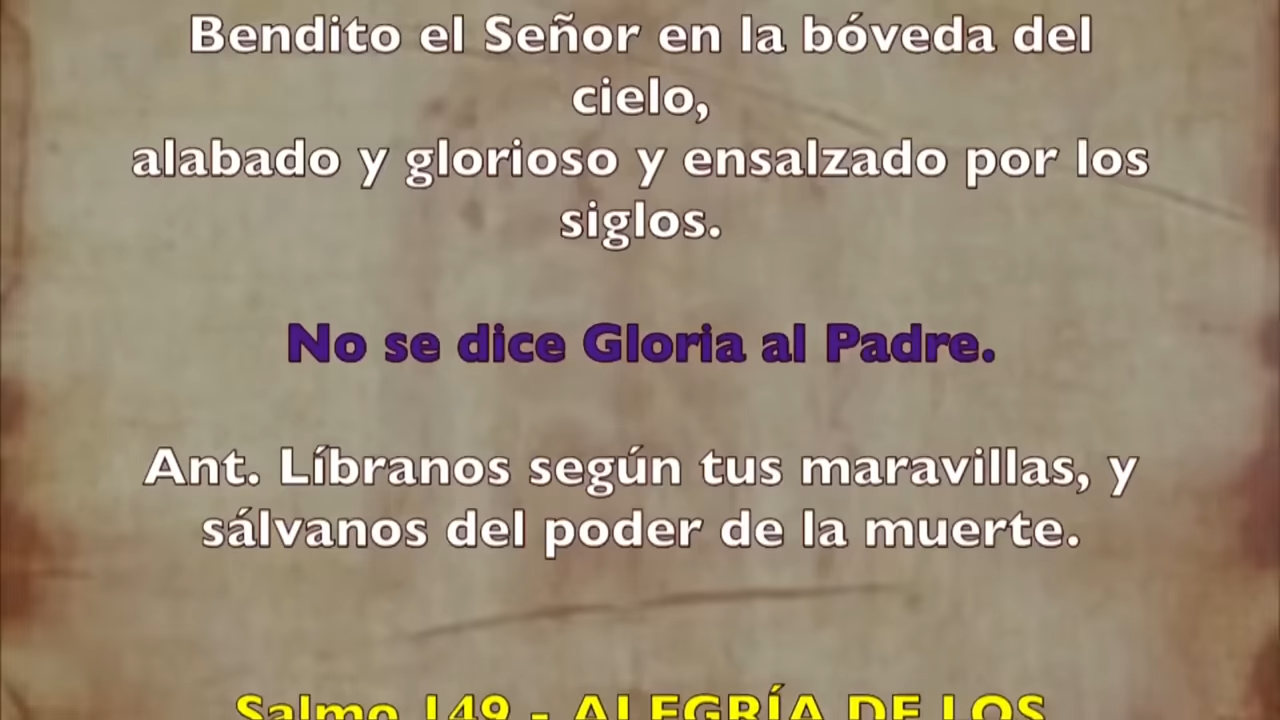 Bendito el Señor en la bóveda del
cielo,
alabado y glorioso y ensalzado por los
siglos.
No se dice Gloria al Padre.
Ant. Líbranos según tus maravillas, y
sálvanos del poder de la muerte.
Salmo 149 - ALEGRÍA DE LOS